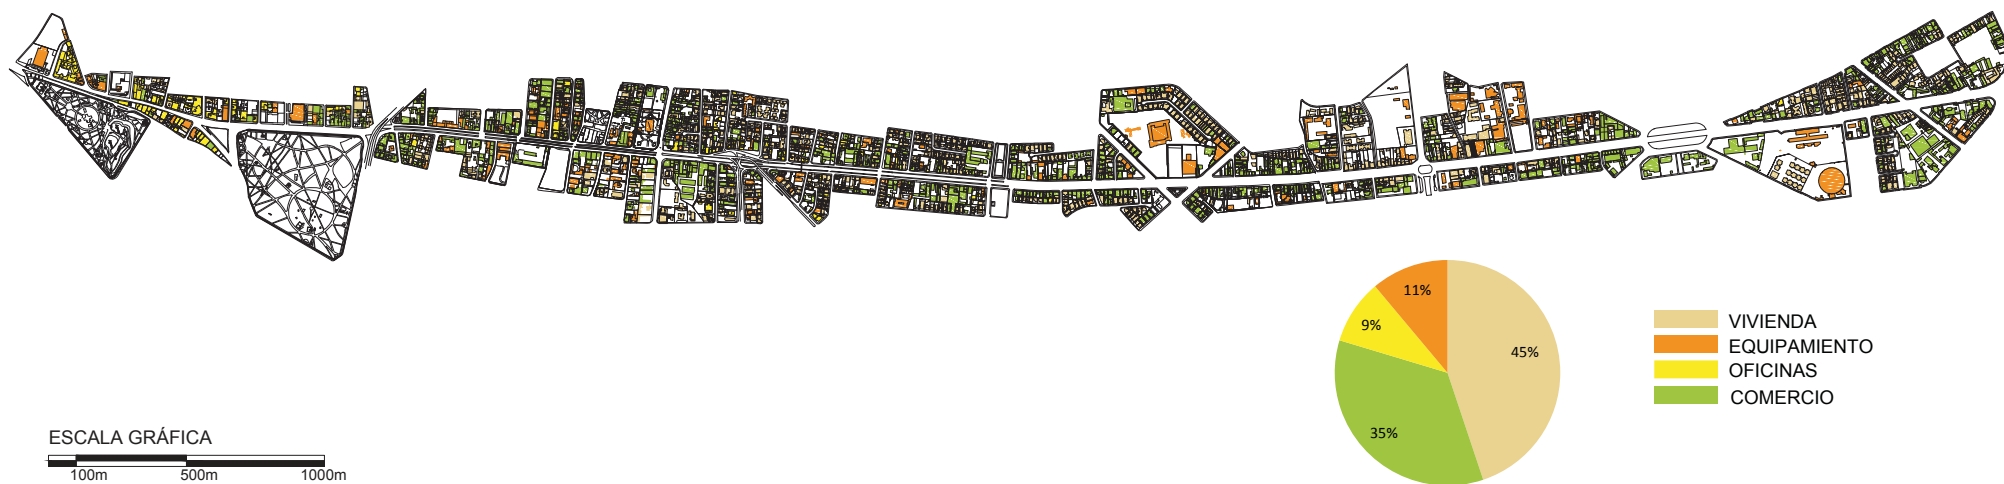 11%
9%
45%
35%
VIVIENDA
EQUIPAMIENTO
OFICINAS
COMERCIO
ESCALA GRÁFICA
100m 500m 1000m